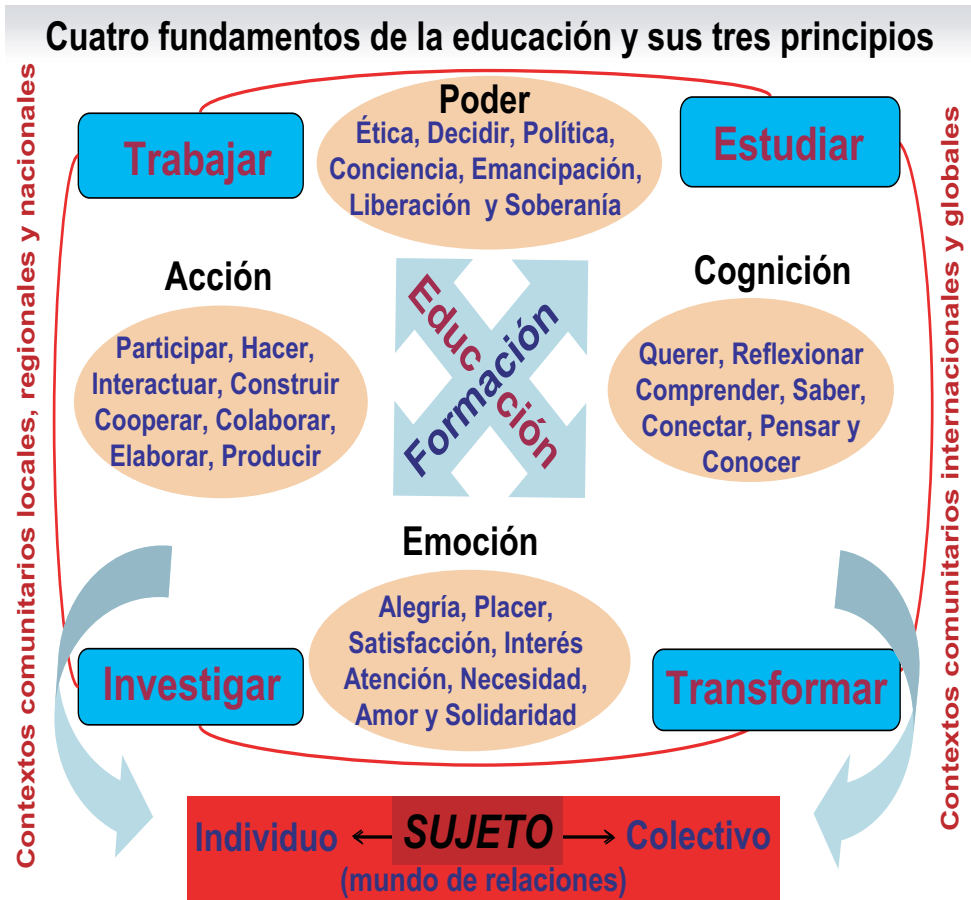 Cuatro fundamentos de la educación y sus tres principios
Contextos comunitarios locales, regionales y nacionales
Trabajar
Poder
Ética, Decidir, Política,
Conciencia, Emancipación,
Liberación y Soberanía
Estudiar
Contextos comunitarios internacionales y globales
Acción
Participar, Hacer,
Interactuar, Construir
Cooperar, Colaborar,
Elaborar, Producir
Educ ción
Formación
Cognición
Querer, Reflexionar
Comprender, Saber,
Conectar, Pensar y
Conocer
Emoción
Alegría, Placer,
Satisfacción, Interés
Atención, Necesidad,
Amor y Solidaridad
Investigar
Transformar
Individuo SUJETO Colectivo
(mundo de relaciones)